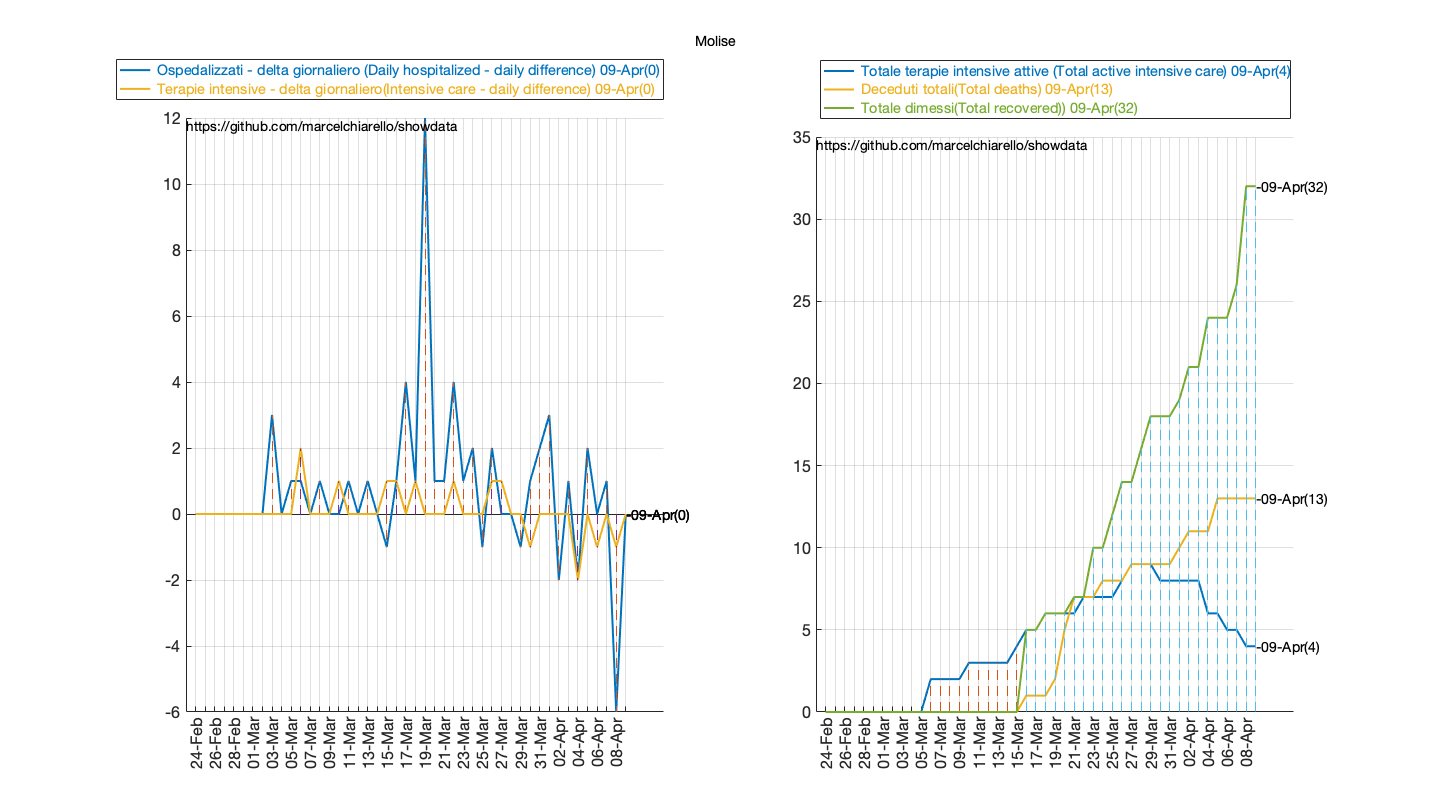 Molise
Ospedalizzati - delta giornaliero (Daily hospitalized - daily difference) 09-Apr(0)
Terapie intensive - delta giornaliero(Intensive care - daily difference) 09-Apr(0)
https://github.com/marcelchiarello/showdata
12
10
8
6
4
2
0
-2
-4
-6
-09-Apr(0)
24-Feb
26-Feb
28-Feb
01-Mar
03-Mar
05-Mar
07-Mar
09-Mar
11-Mar
13-Mar
15-Mar
17-Mar
19-Mar
21-Mar
23-Mar
25-Mar
27-Mar
29-Mar
31-Mar
02-Apr
04-Apr
06-Apr
08-Apr
Totale terapie intensive attive (Total active intensive care) 09-Apr(4)
Deceduti totali(Total deaths) 09-Apr(13)
Totale dimessi(Total recovered)) 09-Apr(32)
https://github.com/marcelchiarello/showdata
35
30
25
20
15
10
5
0
-09-Apr(32)
-09-Apr(13)
-09-Apr(4)
24-Feb
26-Feb
28-Feb
01-Mar
03-Mar
05-Mar
07-Mar
09-Mar
11-Mar
13-Mar
15-Mar
17-Mar
19-Mar
21-Mar
23-Mar
25-Mar
27-Mar
29-Mar
31-Mar
02-Apr
04-Apr
06-Apr
08-Apr